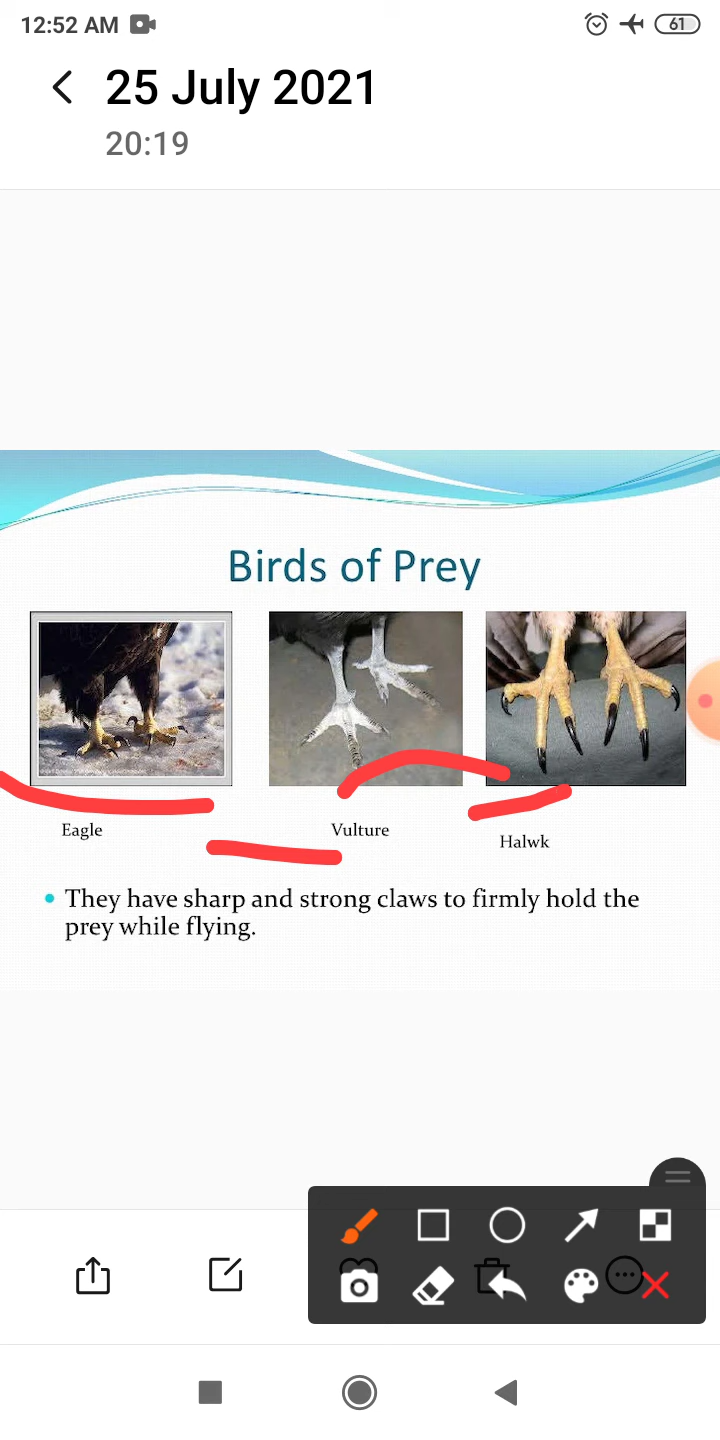 12:52 AM
61
25 July 2021
20:19
Birds of Prey
Eagle
Vulture
Halwk
They have sharp and strong claws to firmly hold the
prey while flying.